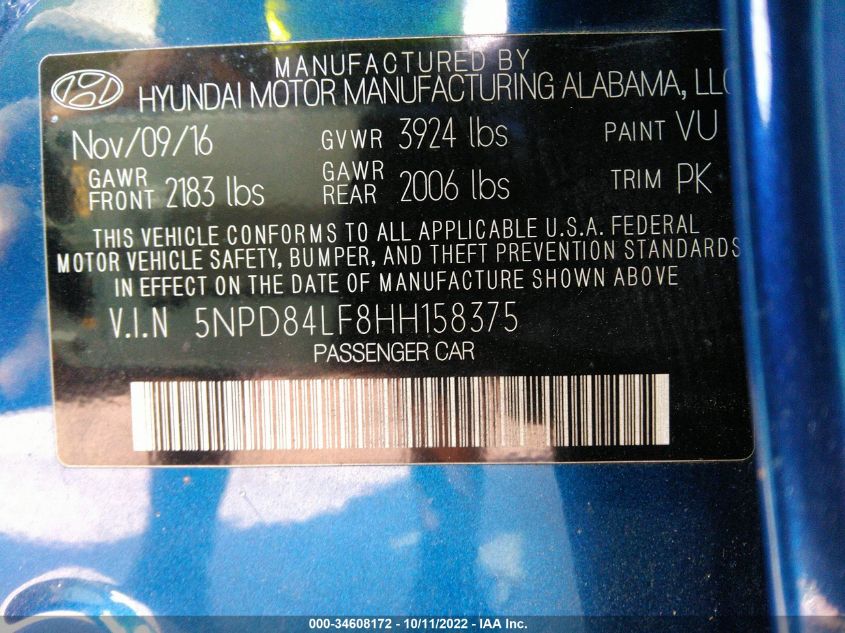 MANUFACTURED BY
HYUNDAI MOTOR MANUFACTURING ALABAMA, LLC
Nov/09/16 GVWR 3924 lbs PAINT VU
GAWR FRONT 2183 lbs GAWR REAR 2006 lbs TRIM PK
THIS VEHICLE CONFORMS TO ALL APPLICABLE U.S.A. FEDERAL
MOTOR VEHICLE SAFETY, BUMPER, AND THEFT PREVENTION STANDARDS
IN EFFECT ON THE DATE OF MANUFACTURE SHOWN ABOVE
V.I.N 5NPD84LF8HH158375
PASSENGER CAR
000-34608172 - 10/11/2022 - IAA Inc.